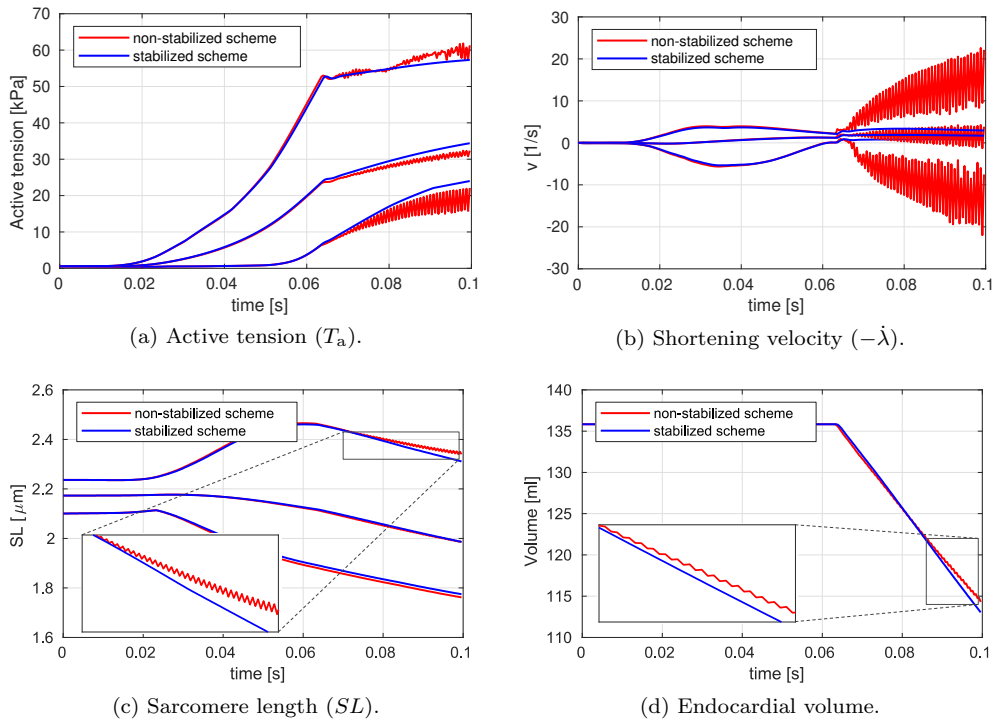 non-stabilized scheme
stabilized scheme
Active tension [kPa]
70
60
50
40
30
20
10
0
0 0.02 0.04 0.06 0.08 0.1
time [s]
(a) Active tension (Tₐ).
non-stabilized scheme
stabilized scheme
v [1/s]
30
20
10
0
-10
-20
-30
0 0.02 0.04 0.06 0.08 0.1
time [s]
(b) Shortening velocity (−λ̇).
non-stabilized scheme
stabilized scheme
SL [μm]
2.6
2.4
2.2
2
1.8
1.6
0 0.02 0.04 0.06 0.08 0.1
time [s]
(c) Sarcomere length (SL).
non-stabilized scheme
stabilized scheme
Volume [ml]
140
135
130
125
120
115
110
0 0.02 0.04 0.06 0.08 0.1
time [s]
(d) Endocardial volume.